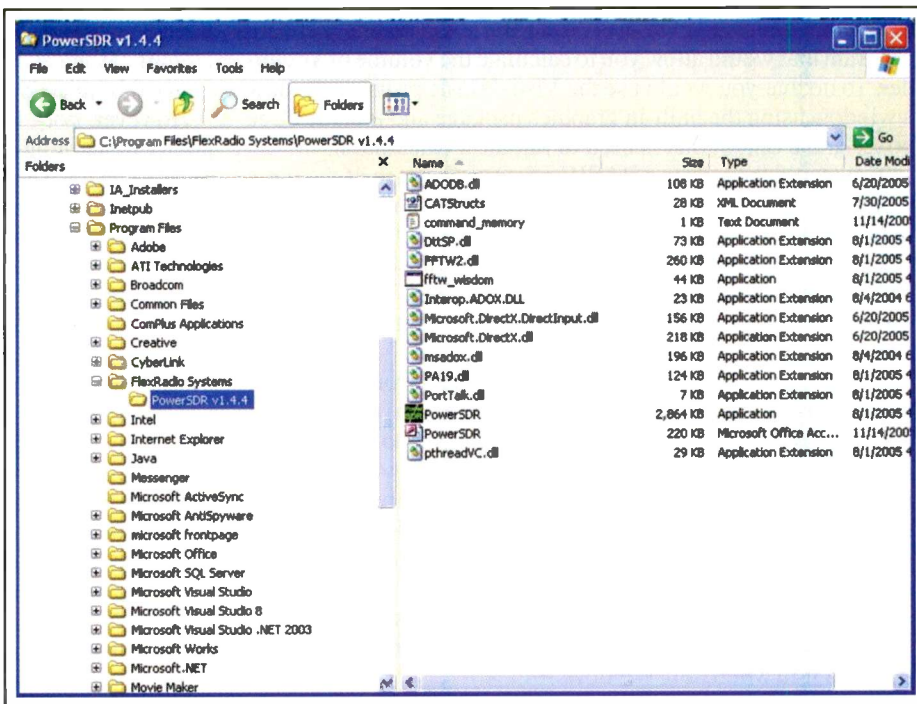 PowerSDR v1.4.4
File Edit View Favorites Tools Help
Back Search Folders
Address C:\Program Files\FlexRadio Systems\PowerSDR v1.4.4 Go
Folders
IA_Installers
Inetpub
Program Files
Adobe
ATI Technologies
Broadcom
Common Files
ComPlus Applications
Creative
CyberLink
FlexRadio Systems
PowerSDR v1.4.4
Intel
Internet Explorer
Java
Messenger
Microsoft ActiveSync
Microsoft AntiSpyware
microsoft frontpage
Microsoft Office
Microsoft SQL Server
Microsoft Visual Studio
Microsoft Visual Studio 8
Microsoft Visual Studio .NET 2003
Microsoft Works
Microsoft.NET
Movie Maker
Name Size Type Date Modi
ADODB.dll 108 KB Application Extension 6/20/2005
CATStructs 28 KB XML Document 7/30/2005
command_memory 1 KB Text Document 11/14/200
DttSP.dll 73 KB Application Extension 8/1/2005 4
FFTW2.dll 260 KB Application Extension 8/1/2005 4
fftw_wisdom 44 KB Application 8/1/2005 4
Interop.ADOX.DLL 23 KB Application Extension 8/4/2004 6
Microsoft.DirectX.DirectInput.dll 156 KB Application Extension 6/20/2005
Microsoft.DirectX.dll 218 KB Application Extension 6/20/2005
msadox.dll 196 KB Application Extension 8/4/2004 6
PA19.dll 124 KB Application Extension 8/1/2005 4
PortTalk.dll 7 KB Application Extension 8/1/2005 4
PowerSDR 2,864 KB Application 8/1/2005 4
PowerSDR 220 KB Microsoft Office Acc... 11/14/200
pthreadVC.dll 29 KB Application Extension 8/1/2005 4